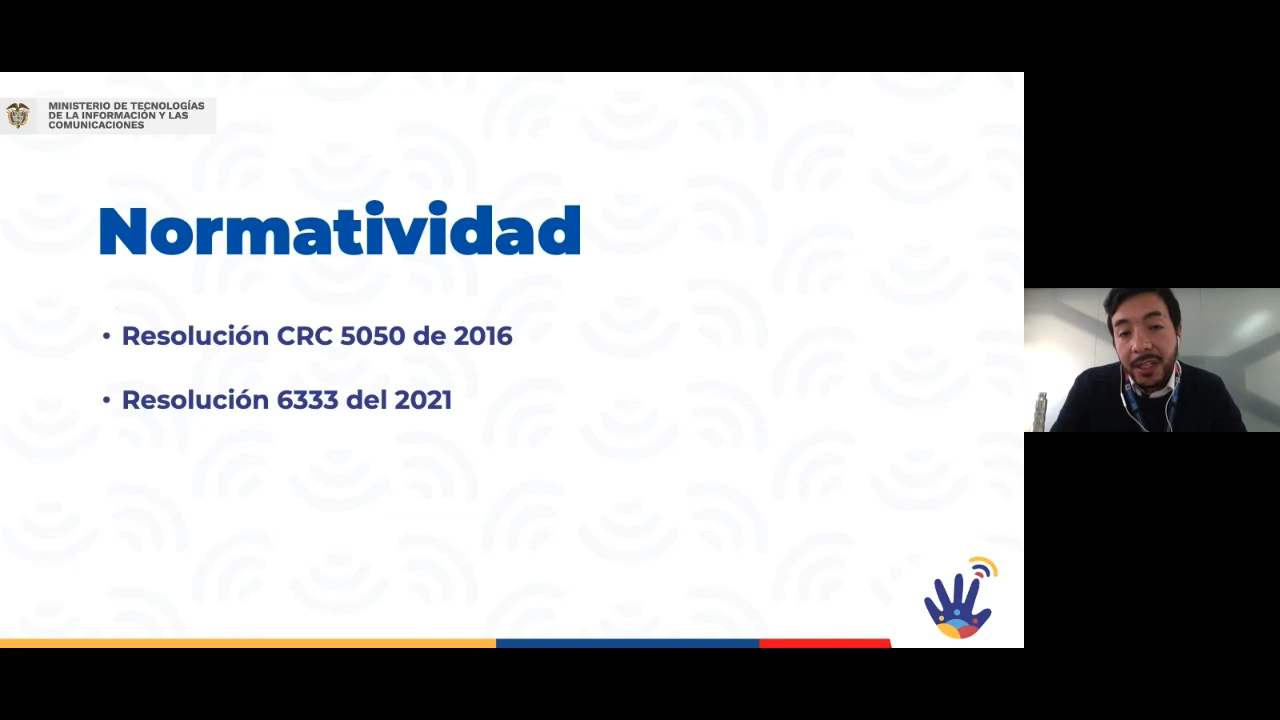 MINISTERIO DE TECNOLOGÍAS
DE LA INFORMACIÓN Y LAS
COMUNICACIONES
Normatividad
• Resolución CRC 5050 de 2016
• Resolución 6333 del 2021